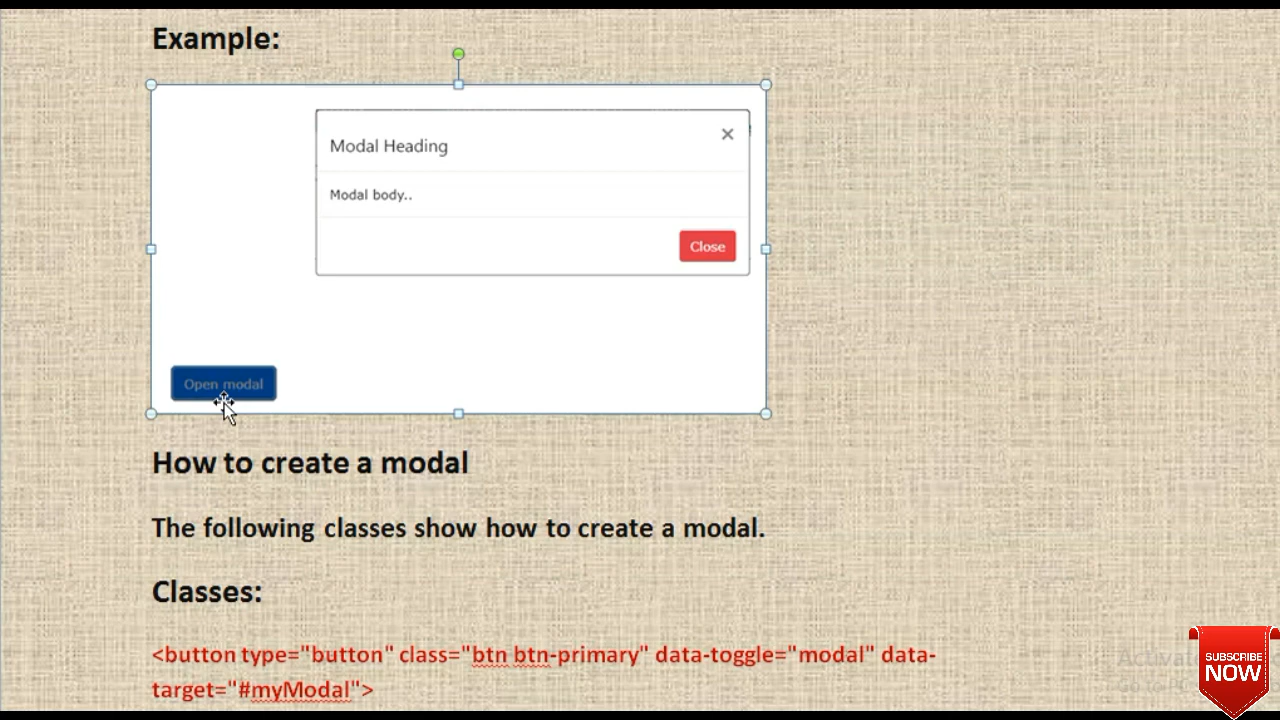 Example:
Modal Heading
×
Modal body..
Close
Open modal
How to create a modal
The following classes show how to create a modal.
Classes:
<button type="button" class="btn btn-primary" data-toggle="modal" data-
target="#myModal">
SUBSCRIBE
NOW